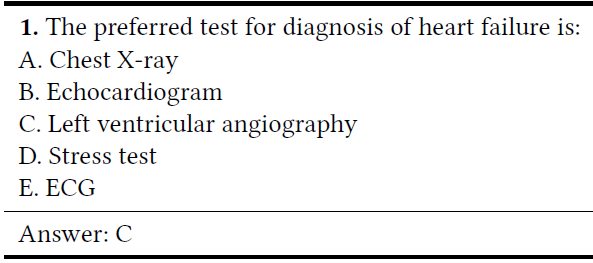 1. The preferred test for diagnosis of heart failure is:
A. Chest X-ray
B. Echocardiogram
C. Left ventricular angiography
D. Stress test
E. ECG
Answer: C